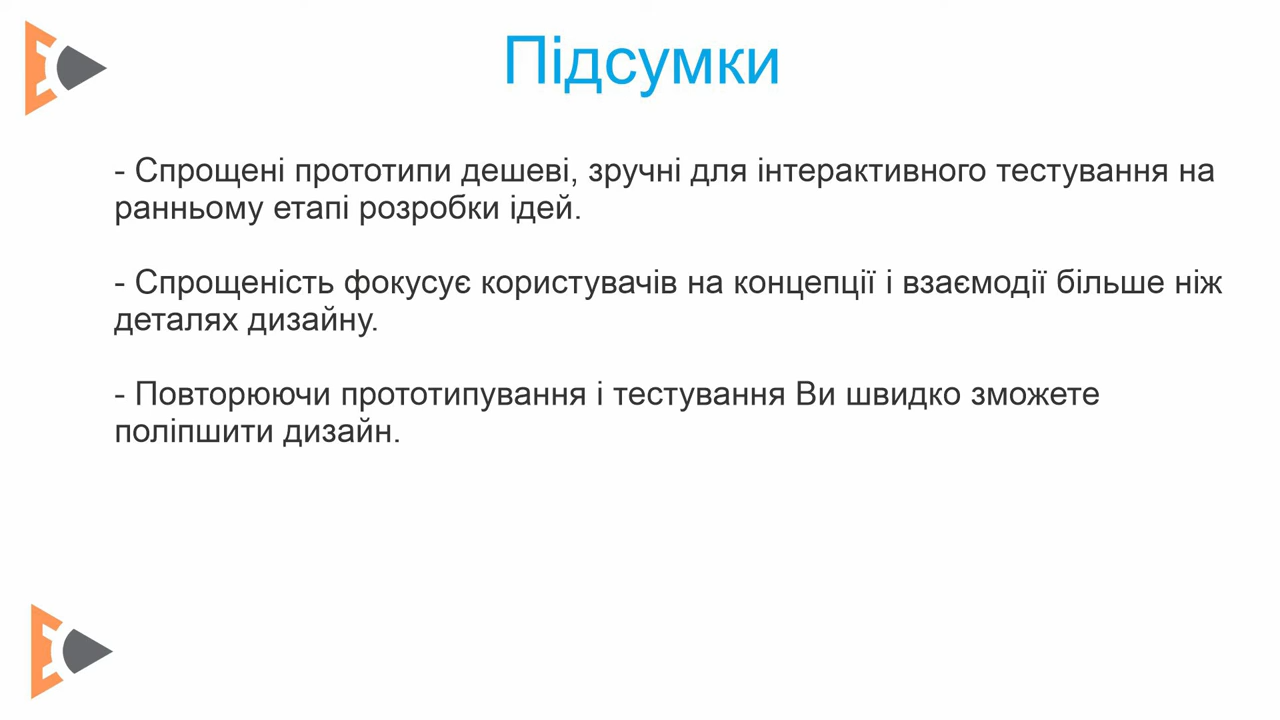 Підсумки
- Спрощені прототипи дешеві, зручні для інтерактивного тестування на
ранньому етапі розробки ідей.
- Спрощеність фокусує користувачів на концепції і взаємодії більше ніж
деталях дизайну.
- Повторюючи прототипування і тестування Ви швидко зможете
поліпшити дизайн.